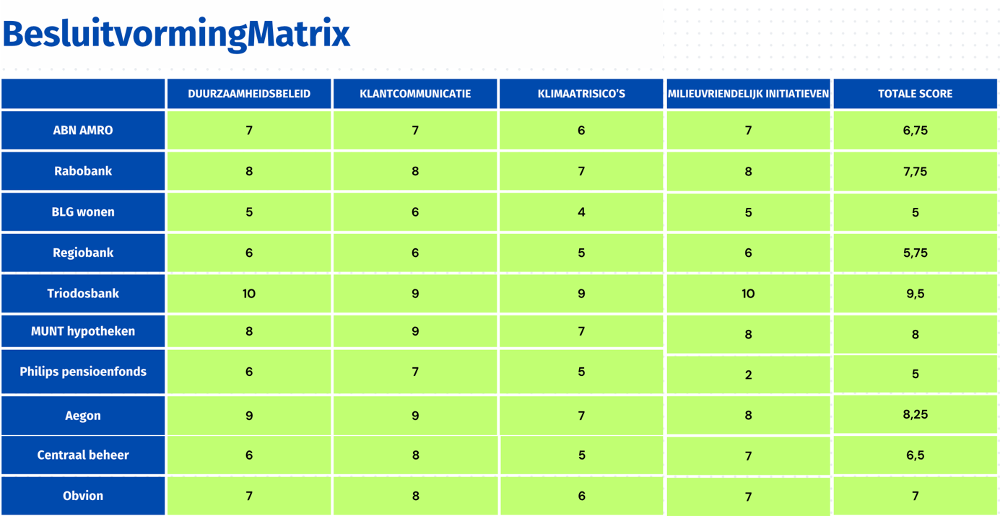 BesluitvormingMatrix
DUURZAAMHEIDSBELEID KLANTCOMMUNICATIE KLIMAATRISICO'S MILIEUVRIENDELIJK INITIATIEVEN TOTALE SCORE
ABN AMRO 7 7 6 7 6,75
Rabobank 8 8 7 8 7,75
BLG wonen 5 6 4 5 5
Regiobank 6 6 5 6 5,75
Triodosbank 10 9 9 10 9,5
MUNT hypotheken 8 9 7 8 8
Philips pensioenfonds 6 7 5 2 5
Aegon 9 9 7 8 8,25
Centraal beheer 6 8 5 7 6,5
Obvion 7 8 6 7 7